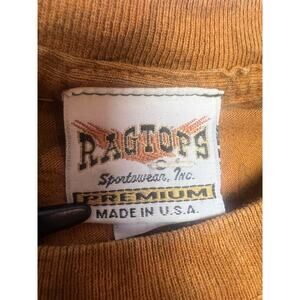 RAGTOPS
Sportswear, Inc.
PREMIUM
MADE IN U.S.A.